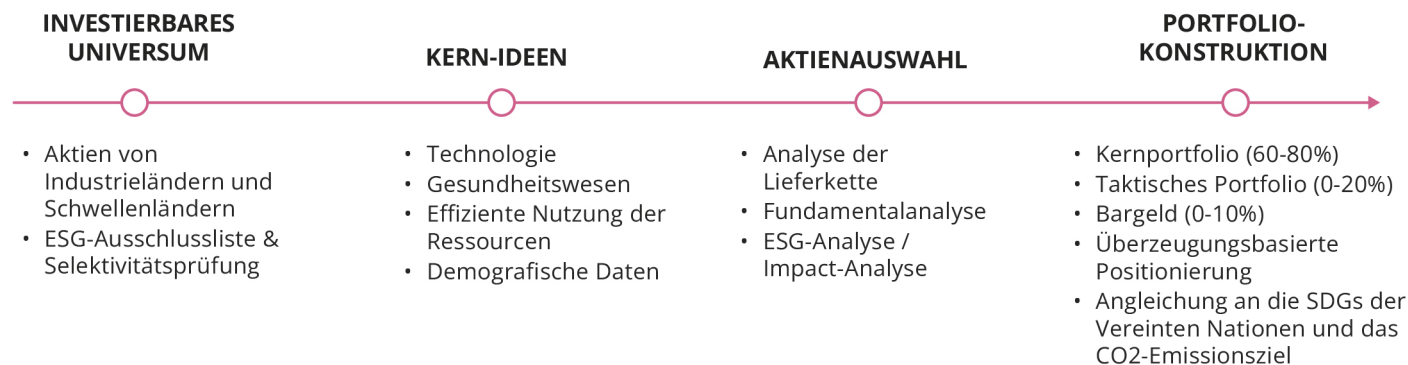 INVESTIERBARES
UNIVERSUM
• Aktien von
Industrieländern und
Schwellenländern
• ESG-Ausschlussliste &
Selektivitätsprüfung
KERN-IDEEN
• Technologie
• Gesundheitswesen
• Effiziente Nutzung der
Ressourcen
• Demografische Daten
AKTIENAUSWAHL
• Analyse der
Lieferkette
• Fundamentalanalyse
• ESG-Analyse /
Impact-Analyse
PORTFOLIO-
KONSTRUKTION
• Kernportfolio (60-80%)
• Taktisches Portfolio (0-20%)
• Bargeld (0-10%)
• Überzeugungsbasierte
Positionierung
• Angleichung an die SDGs der
Vereinten Nationen und das
CO2-Emissionsziel